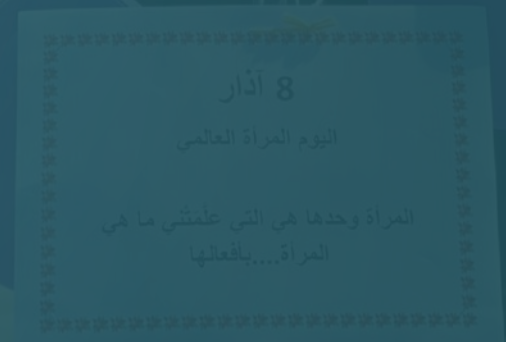 8 آذار
اليوم المرأة العالمي
المرأة وحدها هي التي علمتني ما هي
المرأة....بأفعالها